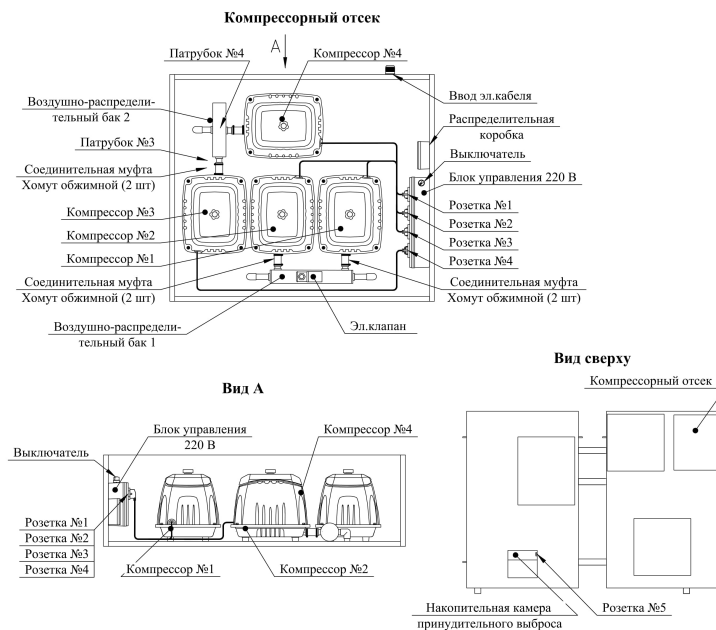 Компрессорный отсек
А
Патрубок №4
Компрессор №4
Воздушно-распредели-
тельный бак 2
Ввод эл.кабеля
Распределительная
коробка
Патрубок №3
Выключатель
Соединительная муфта
Хомут обжимной (2 шт)
Блок управления 220 В
Компрессор №3
Розетка №1
Компрессор №2
Розетка №2
Компрессор №1
Розетка №3
Розетка №4
Соединительная муфта
Хомут обжимной (2 шт)
Соединительная муфта
Хомут обжимной (2 шт)
Воздушно-распредели-
тельный бак 1
Эл.клапан
Вид А
Блок управления
220 В
Компрессор №4
Выключатель
Розетка №1
Розетка №2
Розетка №3
Розетка №4
Компрессор №1
Компрессор №2
Вид сверху
Компрессорный отсек
Накопительная камера
принудительного выброса
Розетка №5